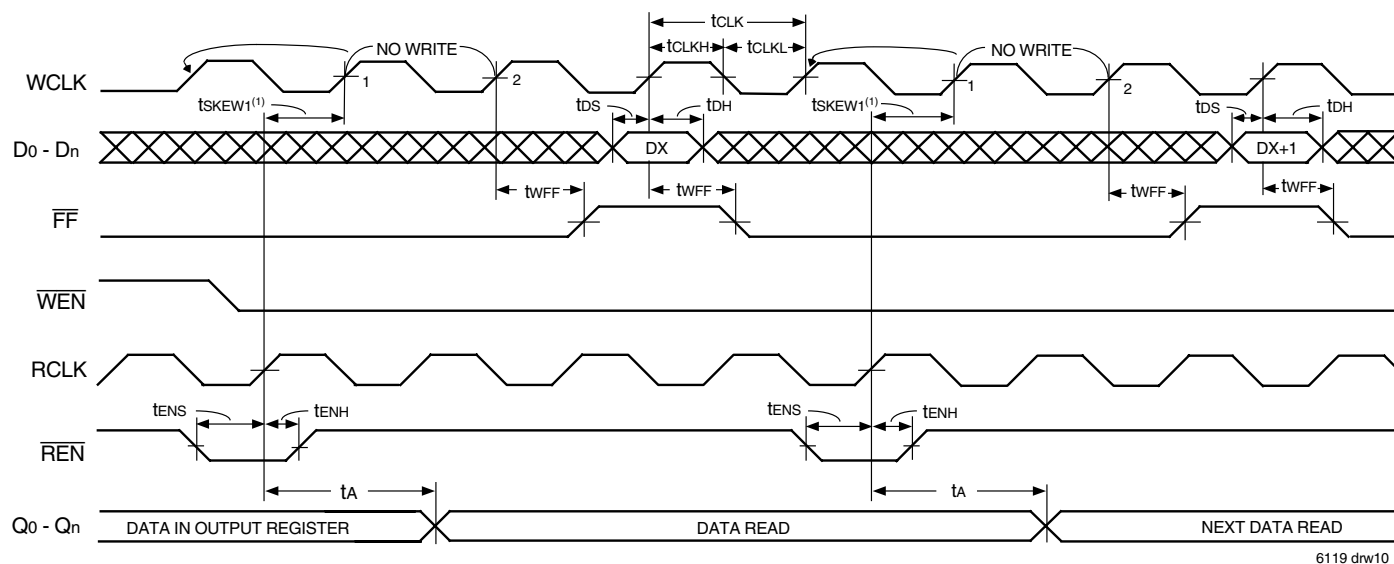 tCLK
NO WRITE
tCLKH
tCLKL
NO WRITE
WCLK
1
2
1
2
tSKEW1(1)
tDS
tDH
tSKEW1(1)
tDS
tDH
D0 - Dn
DX
DX+1
tWFF
tWFF
tWFF
tWFF
FF
WEN
RCLK
tENS
tENH
tENS
tENH
REN
tA
tA
Q0 - Qn
DATA IN OUTPUT REGISTER
DATA READ
NEXT DATA READ
6119 drw10